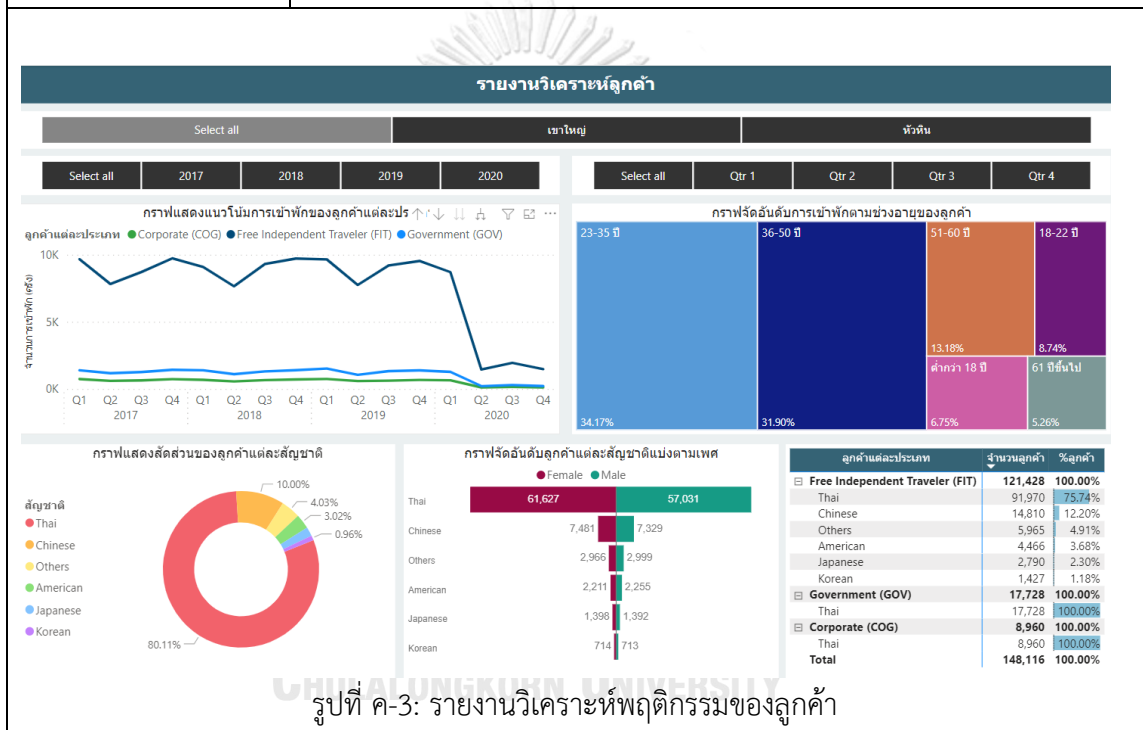 รายงานวิเคราะห์ลูกค้า
Select all เขาใหญ่ หัวหิน
Select all 2017 2018 2019 2020
Select all Qtr 1 Qtr 2 Qtr 3 Qtr 4
กราฟแสดงแนวโน้มการเข้าพักของลูกค้าแต่ละปร
ลูกค้าแต่ละประเภท Corporate (COG) Free Independent Traveler (FIT) Government (GOV)
จำนวนการเข้าพัก (ครั้ง)
10K
5K
0K
Q1 Q2 Q3 Q4 Q1 Q2 Q3 Q4 Q1 Q2 Q3 Q4 Q1 Q2 Q3 Q4
2017 2018 2019 2020
กราฟจัดอันดับการเข้าพักตามช่วงอายุของลูกค้า
23-35 ปี
34.17%
36-50 ปี
31.90%
51-60 ปี
13.18%
18-22 ปี
8.74%
ต่ำกว่า 18 ปี
6.75%
61 ปีขึ้นไป
5.26%
กราฟแสดงสัดส่วนของลูกค้าแต่ละสัญชาติ
สัญชาติ
Thai
Chinese
Others
American
Japanese
Korean
10.00%
4.03%
3.02%
0.96%
80.11%
กราฟจัดอันดับลูกค้าแต่ละสัญชาติแบ่งตามเพศ
Female Male
Thai 61,627 57,031
Chinese 7,481 7,329
Others 2,966 2,999
American 2,211 2,255
Japanese 1,398 1,392
Korean 714 713
ลูกค้าแต่ละประเภท จำนวนลูกค้า %ลูกค้า
Free Independent Traveler (FIT) 121,428 100.00%
Thai 91,970 75.74%
Chinese 14,810 12.20%
Others 5,965 4.91%
American 4,466 3.68%
Japanese 2,790 2.30%
Korean 1,427 1.18%
Government (GOV) 17,728 100.00%
Thai 17,728 100.00%
Corporate (COG) 8,960 100.00%
Thai 8,960 100.00%
Total 148,116 100.00%
CHULALONGKORN UNIVERSITY
รูปที่ ค-3: รายงานวิเคราะห์พฤติกรรมของลูกค้า